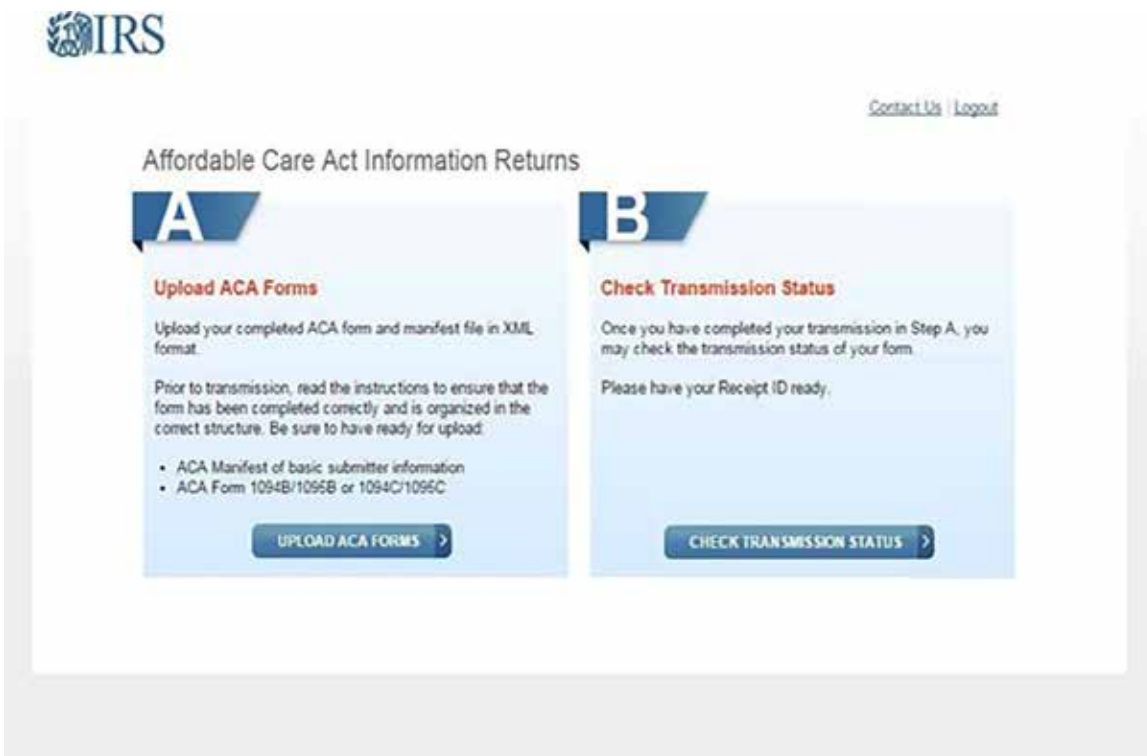 IRS
Contact Us | Logout
Affordable Care Act Information Returns
A
Upload ACA Forms
Upload your completed ACA form and manifest file in XML
format.
Prior to transmission, read the instructions to ensure that the
form has been completed correctly and is organized in the
correct structure. Be sure to have ready for upload:
• ACA Manifest of basic submitter information
• ACA Form 1094B/1095B or 1094C/1095C
UPLOAD ACA FORMS >
B
Check Transmission Status
Once you have completed your transmission in Step A, you
may check the transmission status of your form.
Please have your Receipt ID ready.
CHECK TRANSMISSION STATUS >